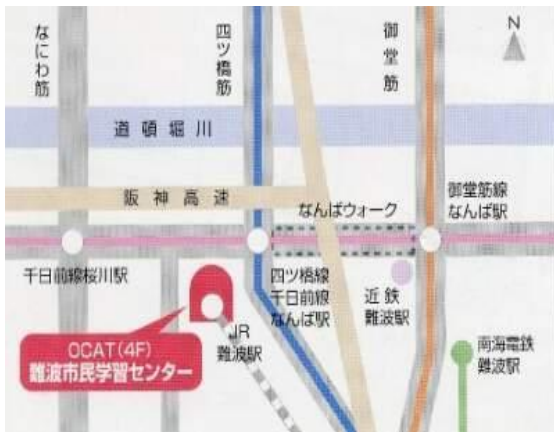 なにわ筋
四ツ橋筋
御堂筋
N
道頓堀川
阪神高速
なんばウォーク
御堂筋線
なんば駅
千日前線桜川駅
四ツ橋線
千日前線
なんば駅
近鉄
難波駅
JR
難波駅
南海電鉄
難波駅
OCAT(4F)
難波市民学習センター